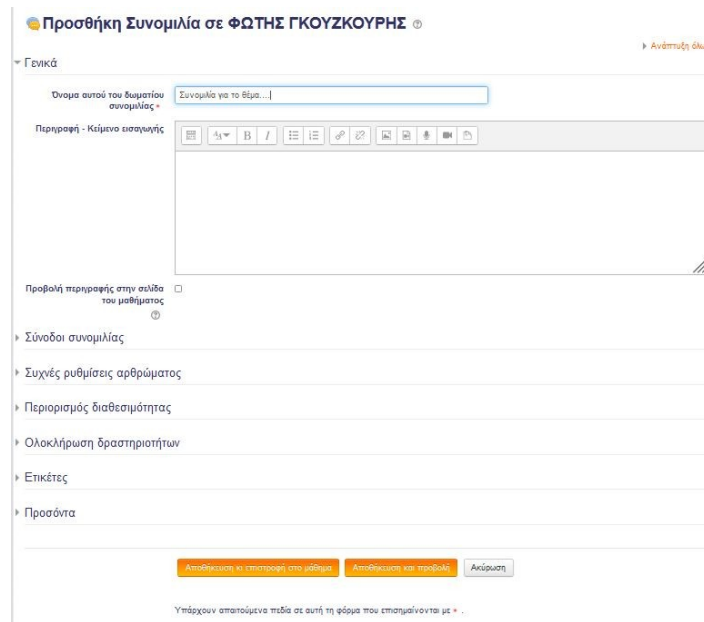 Προσθήκη Συνομιλία σε ΦΩΤΗΣ ΓΚΟΥΖΚΟΥΡΗΣ
Ανάπτυξη όλω
Γενικά
Όνομα αυτού του δωματίου
συνομιλίας
Συνομιλία για το θέμα....
Περιγραφή - Κείμενο εισαγωγής
Προβολή περιγραφής στην σελίδα
του μαθήματος
Σύνοδοι συνομιλίας
Συχνές ρυθμίσεις αρθρώματος
Περιορισμός διαθεσιμότητας
Ολοκλήρωση δραστηριοτήτων
Ετικέτες
Προσόντα
Αποθήκευση κι επιστροφή στο μάθημα Αποθήκευση και προβολή Ακύρωση
Υπάρχουν απαιτούμενα πεδία σε αυτή τη φόρμα που επισημαίνονται με * .